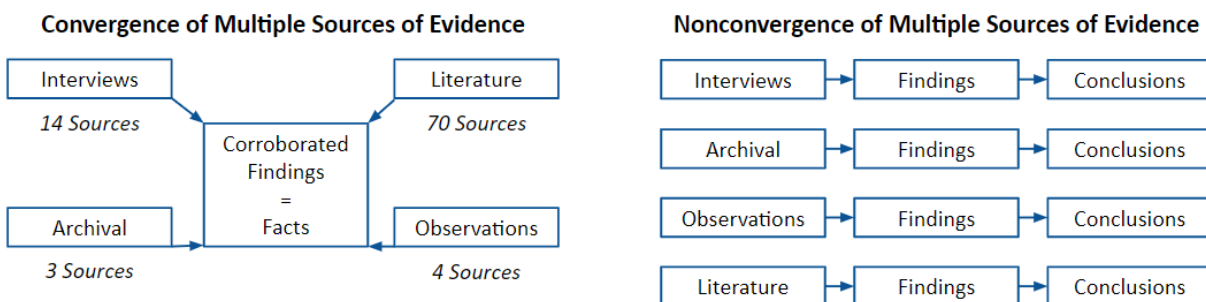 Convergence of Multiple Sources of Evidence
Interviews
14 Sources
Literature
70 Sources
Corroborated
Findings
=
Facts
Archival
3 Sources
Observations
4 Sources
Nonconvergence of Multiple Sources of Evidence
Interviews
Findings
Conclusions
Archival
Findings
Conclusions
Observations
Findings
Conclusions
Literature
Findings
Conclusions